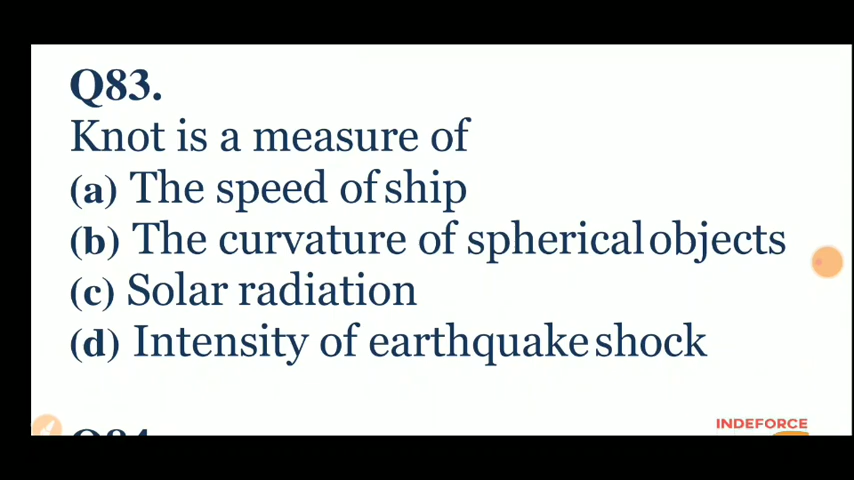 Q83.
Knot is a measure of
(a) The speed of ship
(b) The curvature of spherical objects
(c) Solar radiation
(d) Intensity of earthquake shock
INDEFORCE